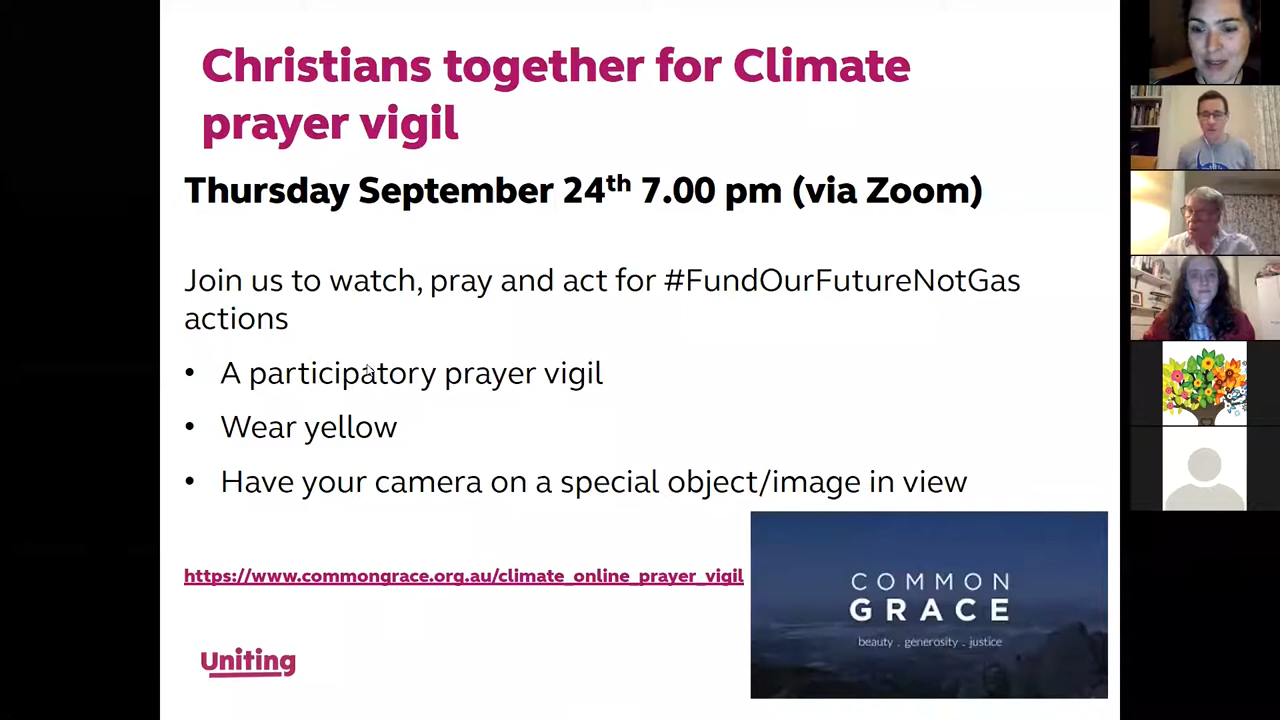 Christians together for Climate
prayer vigil
Thursday September 24th 7.00 pm (via Zoom)
Join us to watch, pray and act for #FundOurFutureNotGas
actions
• A participatory prayer vigil
• Wear yellow
• Have your camera on a special object/image in view
https://www.commongrace.org.au/climate_online_prayer_vigil
COMMON
GRACE
beauty . generosity . justice
Uniting